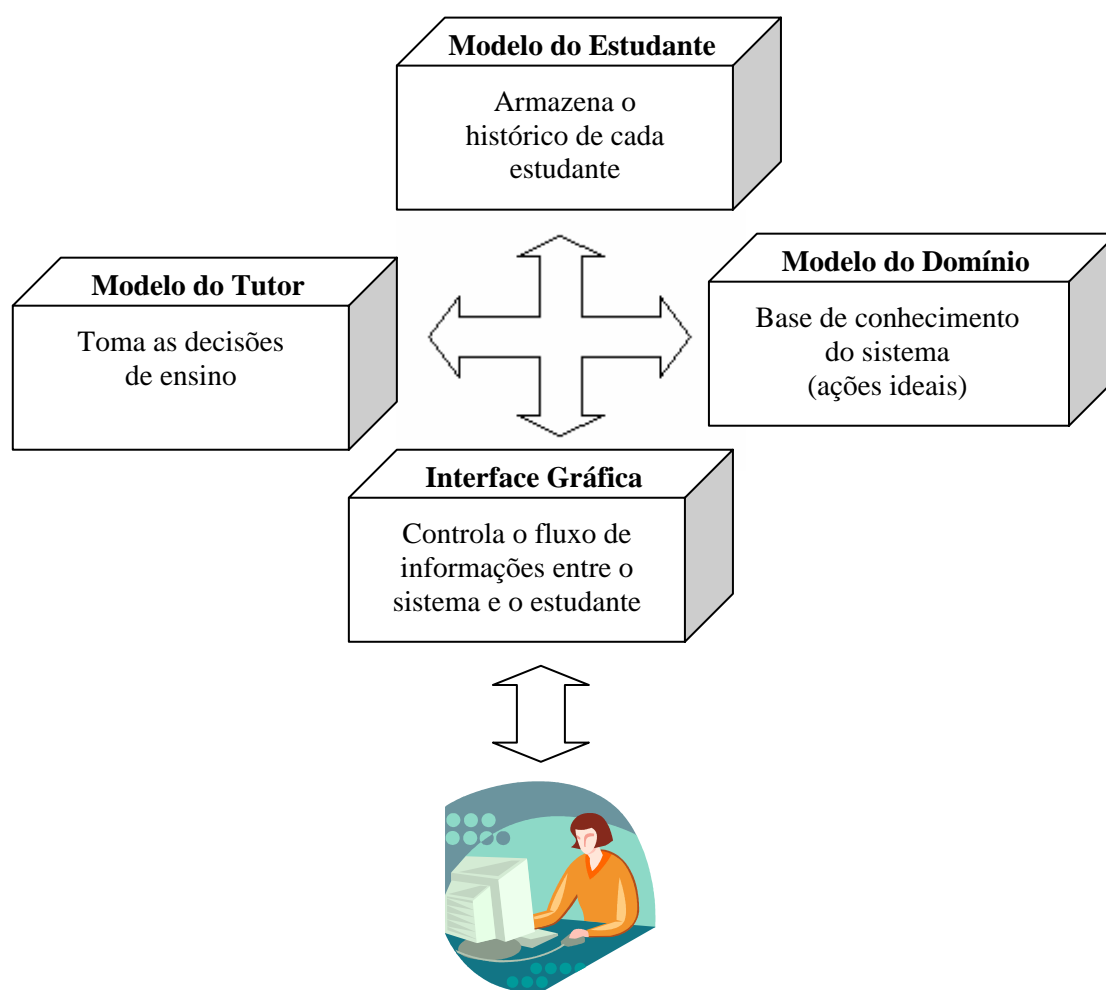 Modelo do Estudante
Armazena o
histórico de cada
estudante
Modelo do Tutor
Toma as decisões
de ensino
Modelo do Domínio
Base de conhecimento
do sistema
(ações ideais)
Interface Gráfica
Controla o fluxo de
informações entre o
sistema e o estudante